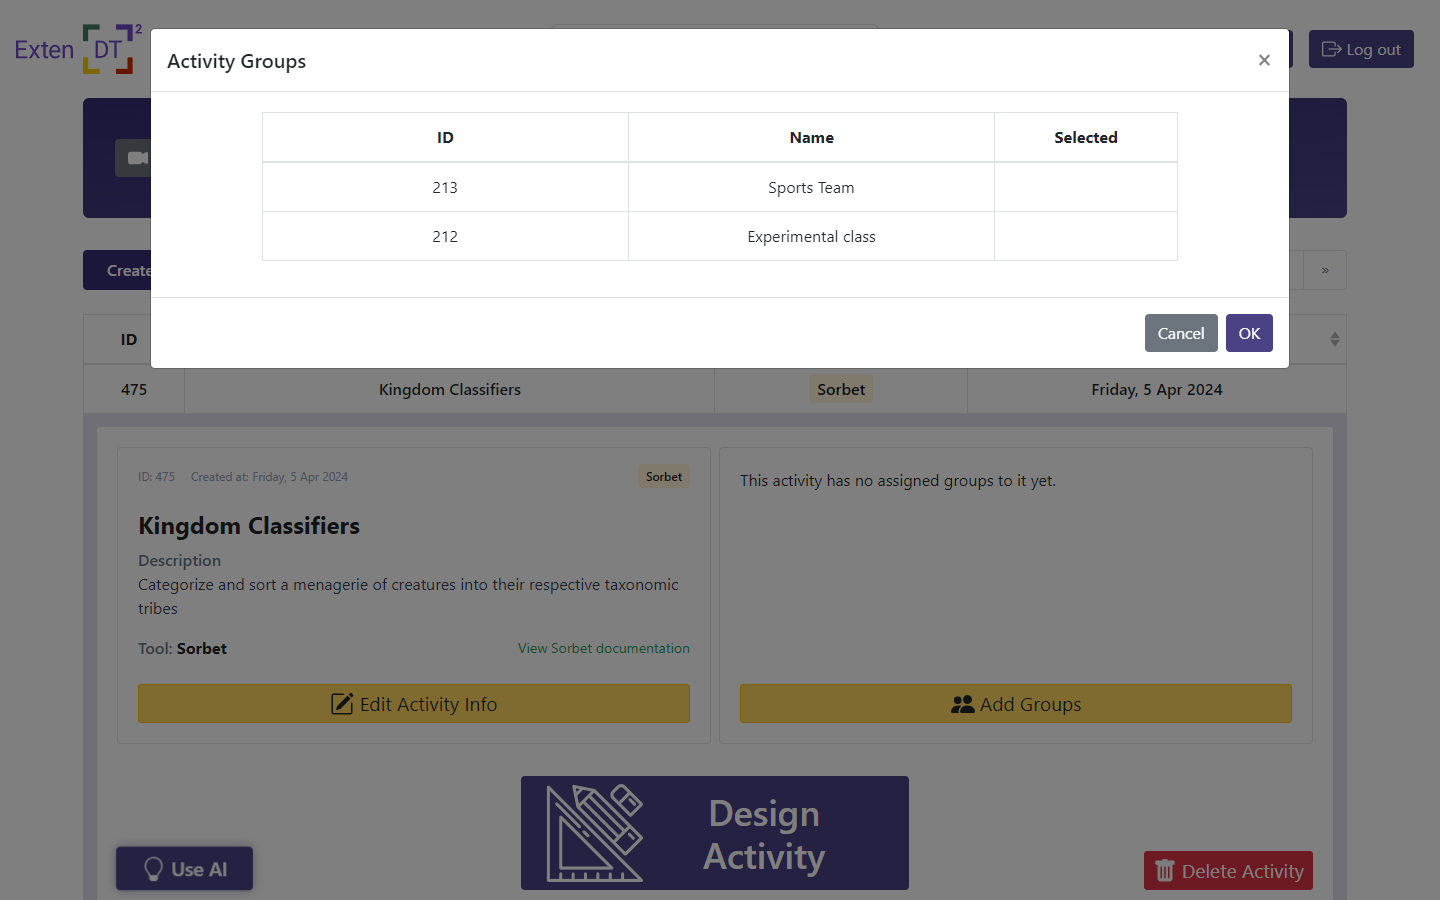 Exten DT 2
Log out
Activity Groups
×
ID Name Selected
213 Sports Team
212 Experimental class
Cancel OK
Create
»
ID
475 Kingdom Classifiers Sorbet Friday, 5 Apr 2024
ID: 475 Created at: Friday, 5 Apr 2024 Sorbet
Kingdom Classifiers
Description
Categorize and sort a menagerie of creatures into their respective taxonomic
tribes
Tool: Sorbet View Sorbet documentation
Edit Activity Info
This activity has no assigned groups to it yet.
Add Groups
Design
Activity
Use AI
Delete Activity